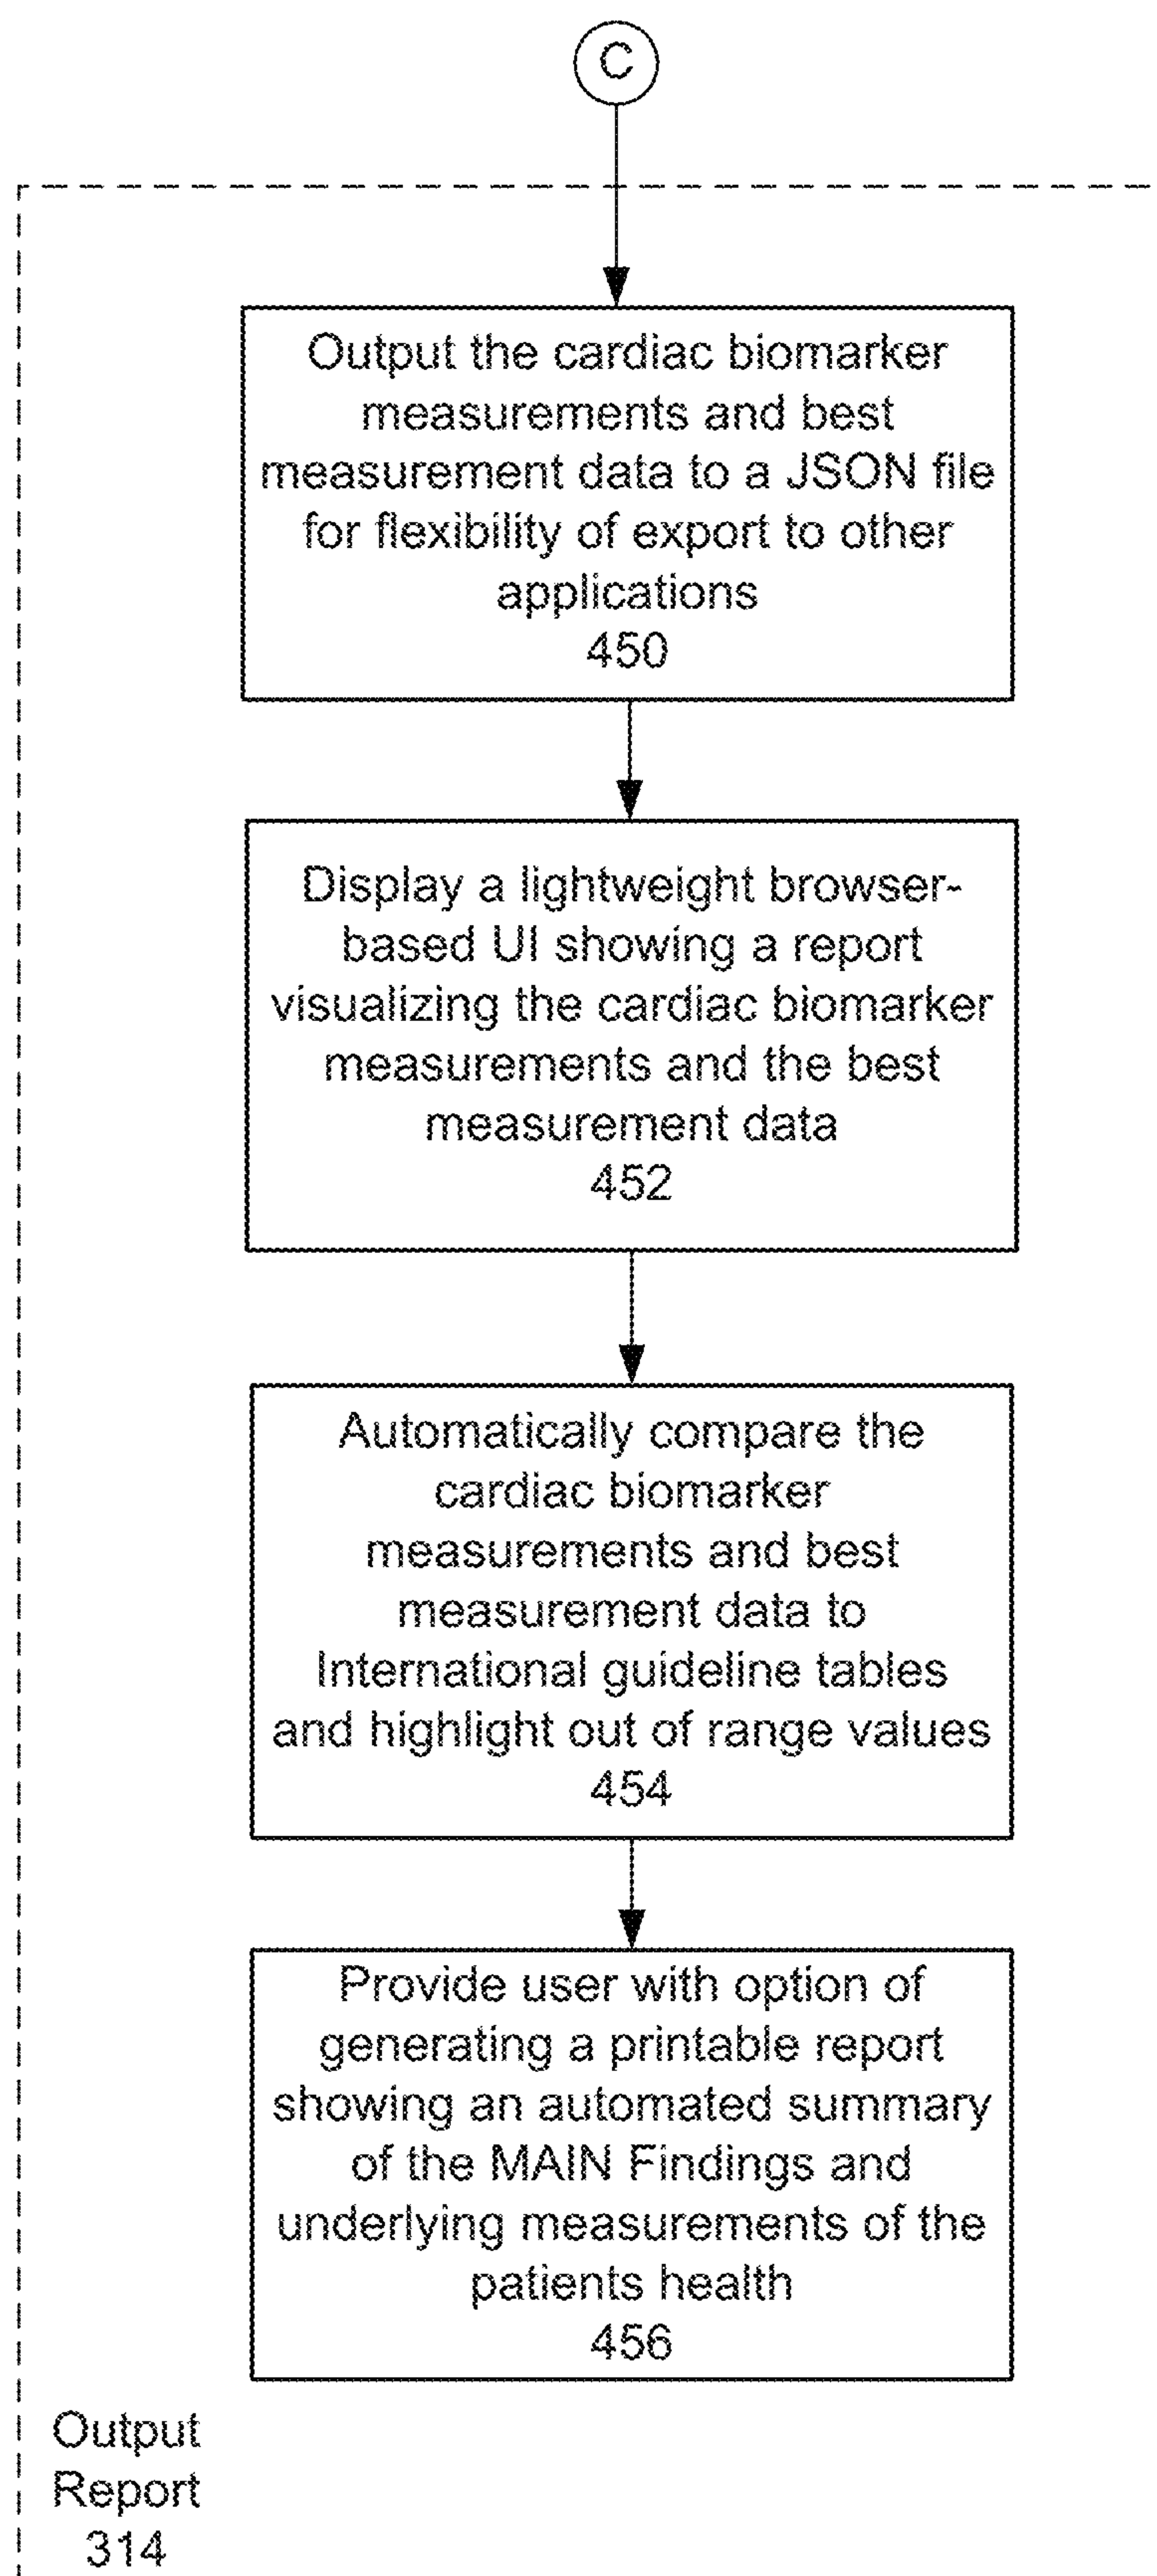 C
Output the cardiac biomarker
measurements and best
measurement data to a JSON file
for flexibility of export to other
applications
450
Display a lightweight browser-
based UI showing a report
visualizing the cardiac biomarker
measurements and the best
measurement data
452
Automatically compare the
cardiac biomarker
measurements and best
measurement data to
International guideline tables
and highlight out of range values
454
Provide user with option of
generating a printable report
showing an automated summary
of the MAIN Findings and
underlying measurements of the
patients health
456
Output
Report
314